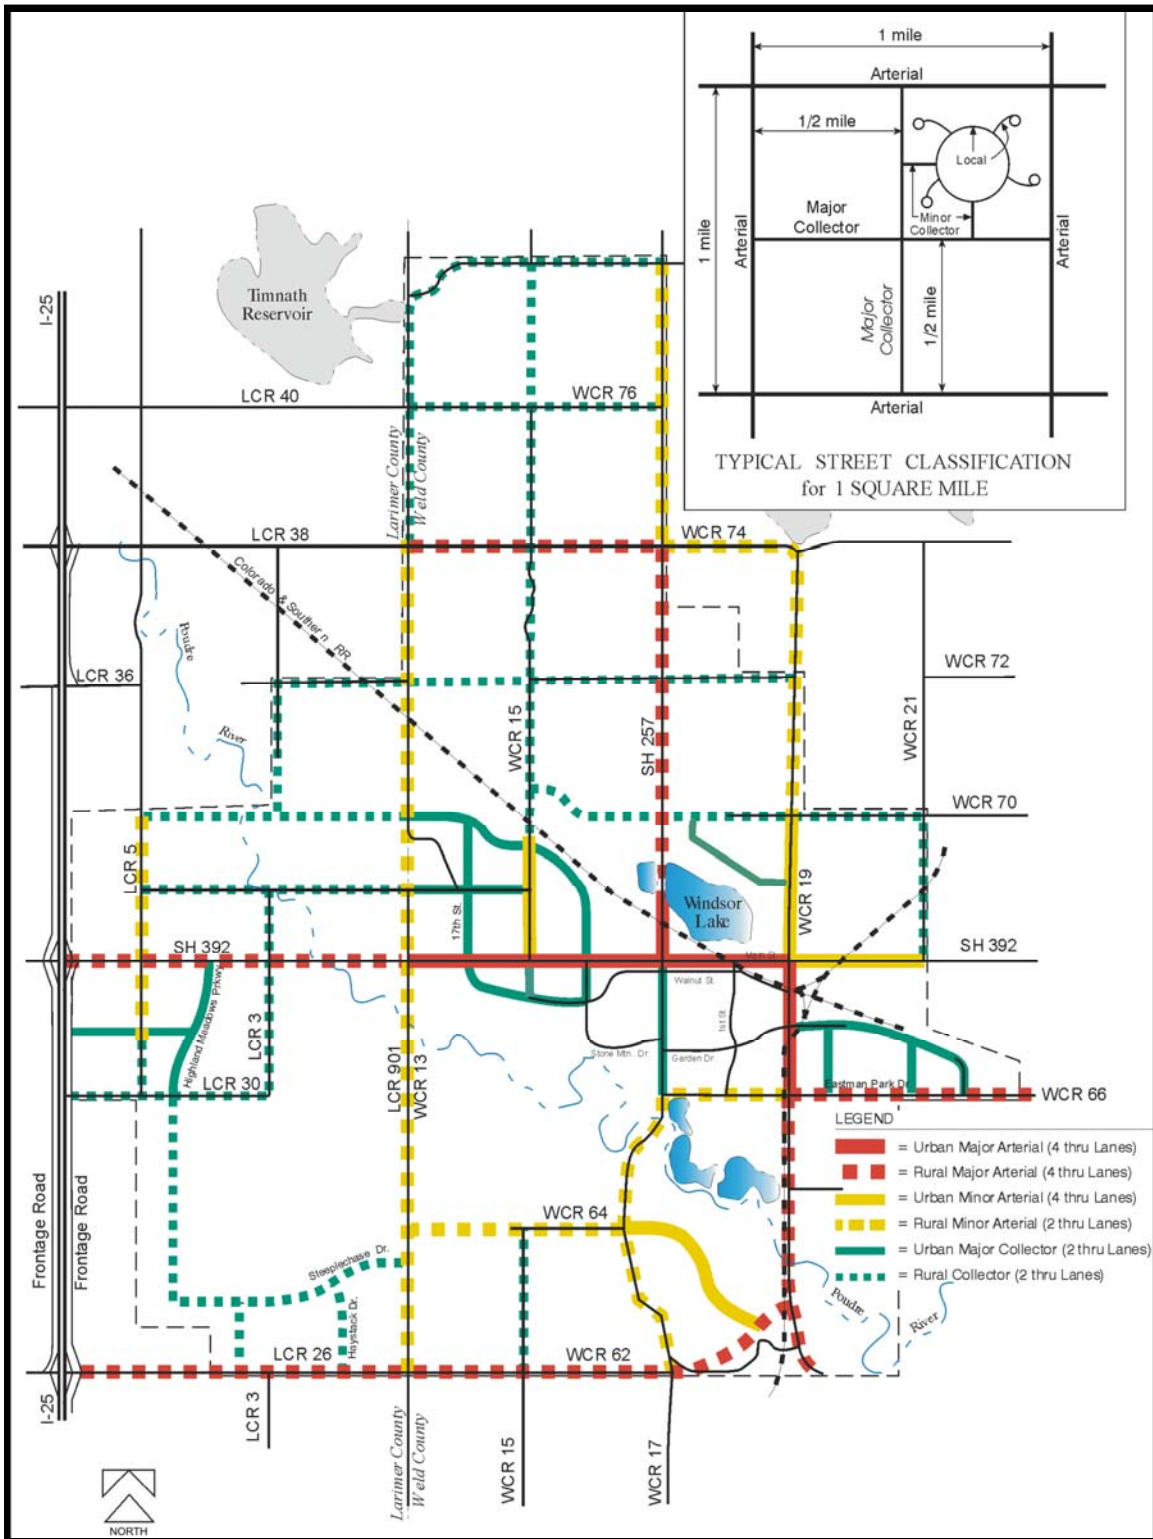 1 mile
Arterial
1/2 mile
Local
Major
Collector
Minor
Collector
1 mile
Arterial
Arterial
Major
Collector
1/2 mile
Arterial
TYPICAL STREET CLASSIFICATION
for 1 SQUARE MILE
Timnath
Reservoir
I-25
LCR 40
WCR 76
Larimer County
Weld County
LCR 38
WCR 74
Colorado & Southern RR
Poudre
River
LCR 36
WCR 72
WCR 15
SH 257
WCR 21
WCR 70
LCR 5
17th St.
Windsor
Lake
WCR 19
SH 392
Main St.
SH 392
Highland Meadows Prkwy
Walnut St.
1st St.
LCR 3
Stone Mtn. Dr.
Garden Dr.
LCR 30
LCR 901
WCR 13
Eastman Park Dr.
WCR 66
LEGEND
= Urban Major Arterial (4 thru Lanes)
= Rural Major Arterial (4 thru Lanes)
= Urban Minor Arterial (4 thru Lanes)
= Rural Minor Arterial (2 thru Lanes)
= Urban Major Collector (2 thru Lanes)
= Rural Collector (2 thru Lanes)
Frontage Road
Frontage Road
WCR 64
Steeplechase Dr.
Haystack Dr.
Poudre
River
LCR 26
WCR 62
I-25
LCR 3
Larimer County
Weld County
WCR 15
WCR 17
NORTH